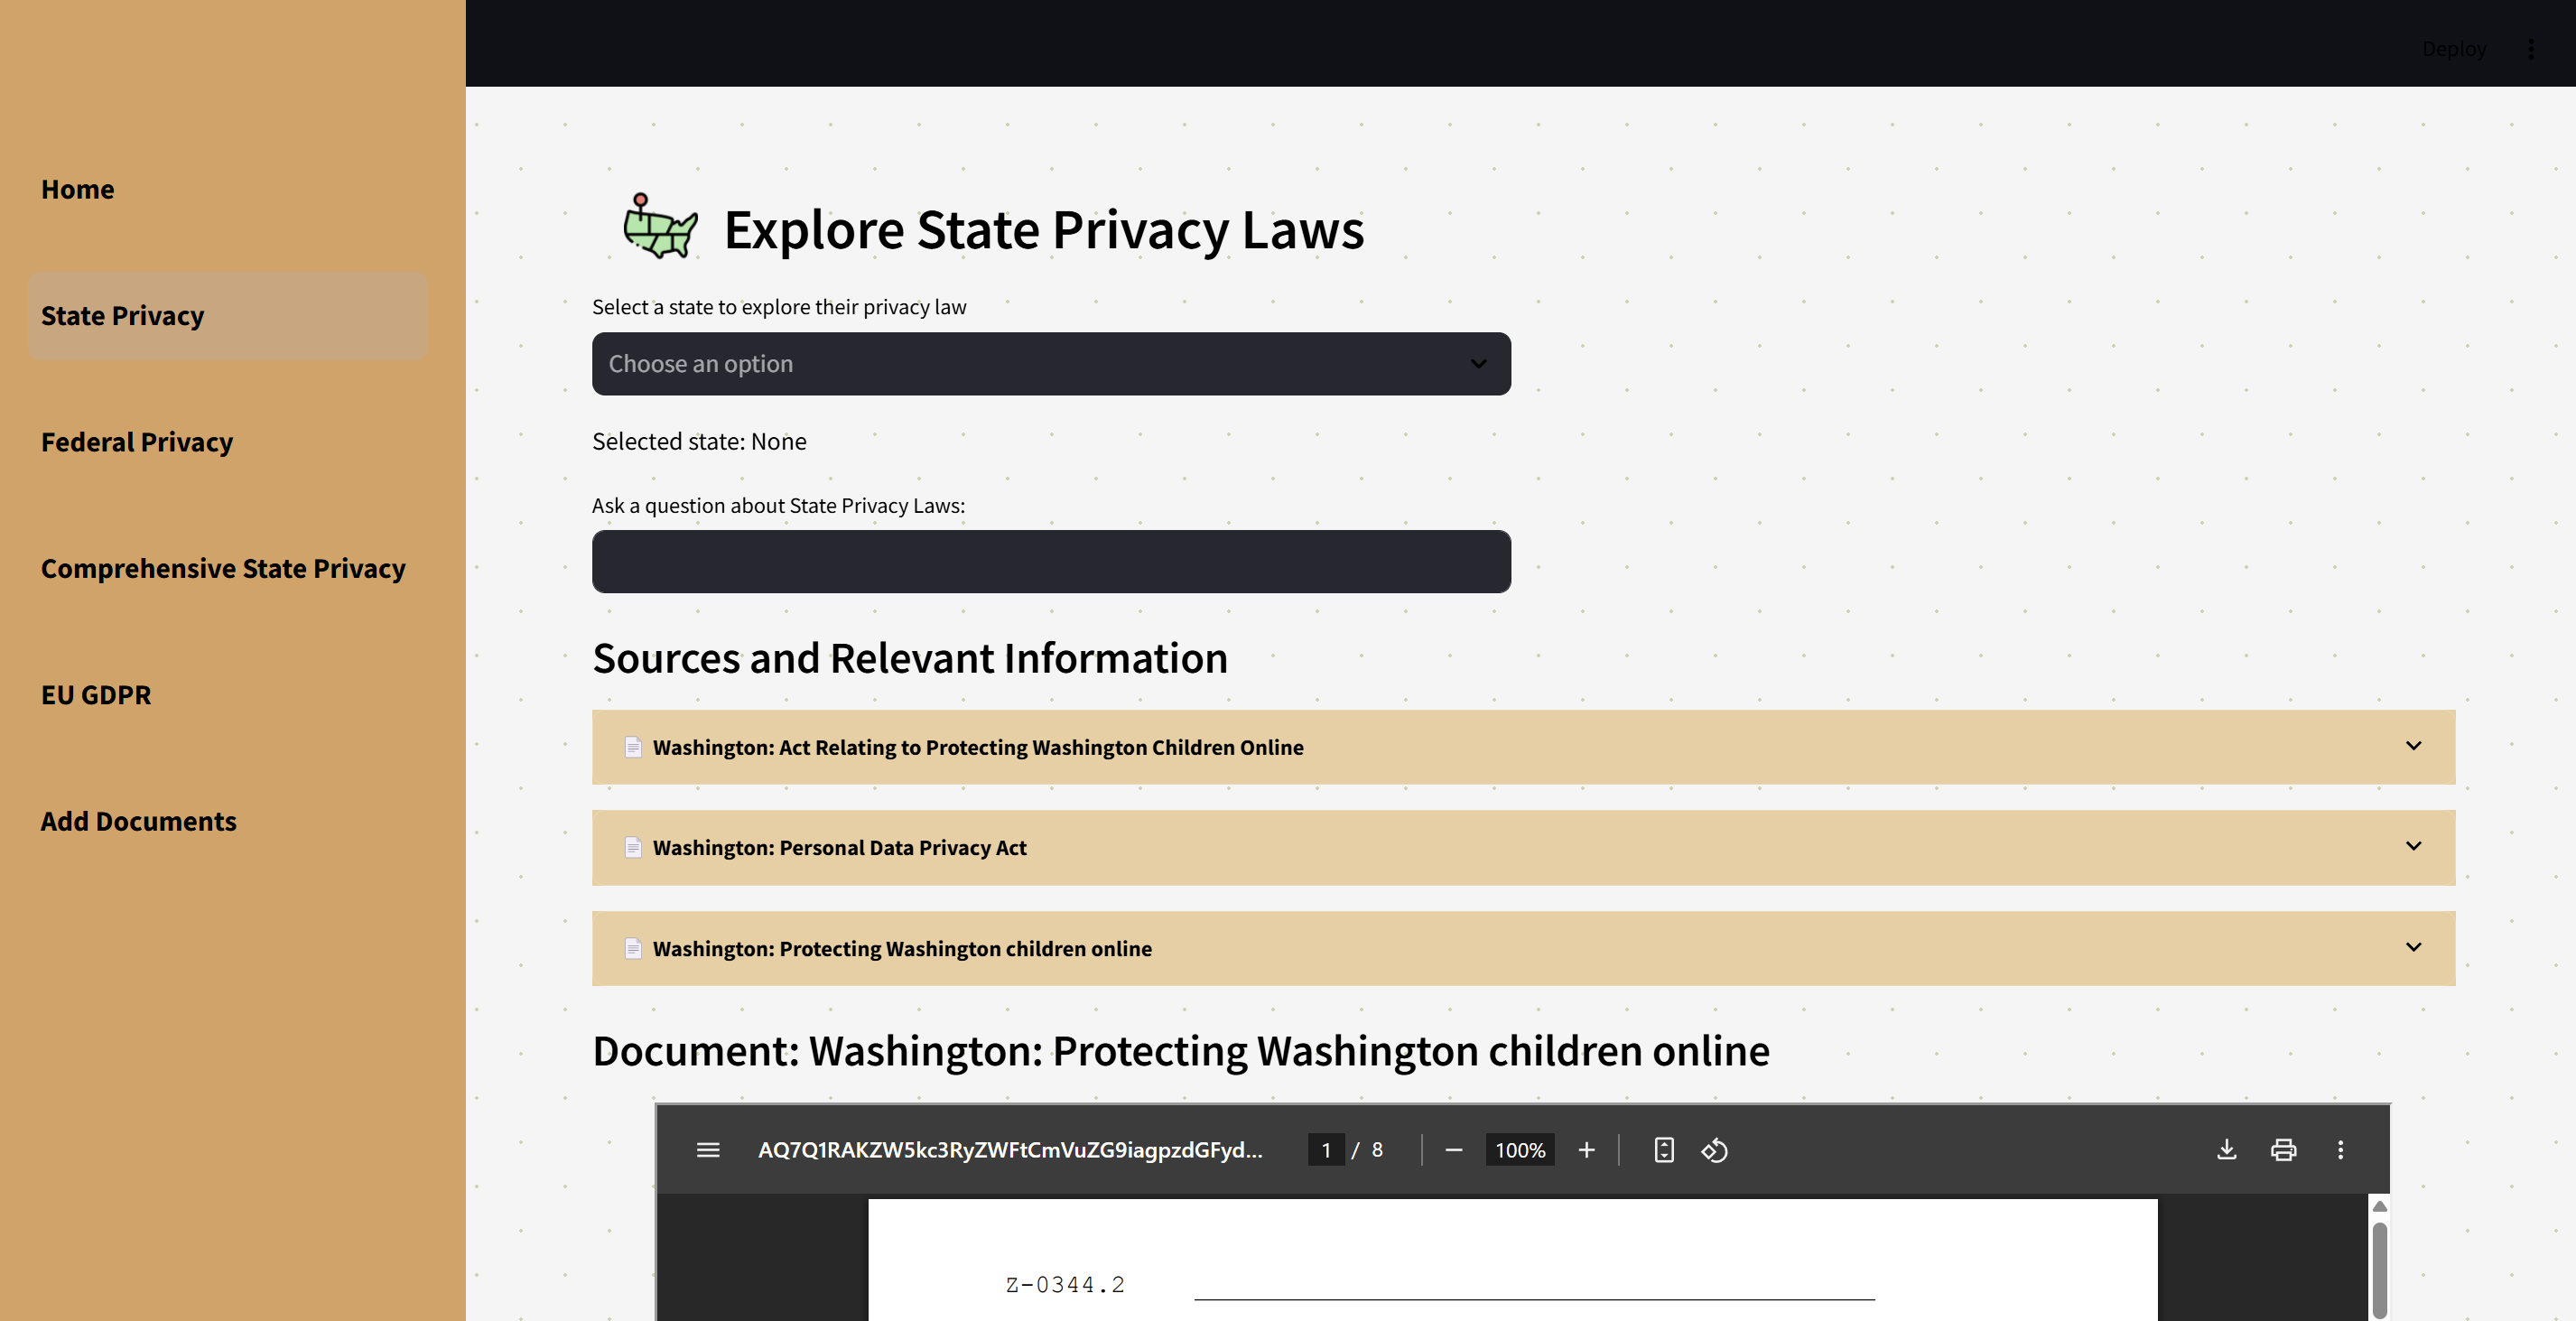 Deploy
Home
State Privacy
Federal Privacy
Comprehensive State Privacy
EU GDPR
Add Documents
Explore State Privacy Laws
Select a state to explore their privacy law
Choose an option
Selected state: None
Ask a question about State Privacy Laws:
Sources and Relevant Information
Washington: Act Relating to Protecting Washington Children Online
Washington: Personal Data Privacy Act
Washington: Protecting Washington children online
Document: Washington: Protecting Washington children online
AQ7Q1RAKZW5kc3RyZWFtCmVuZG9iagpzdGFyd... 1 / 8 100%
Z-0344.2